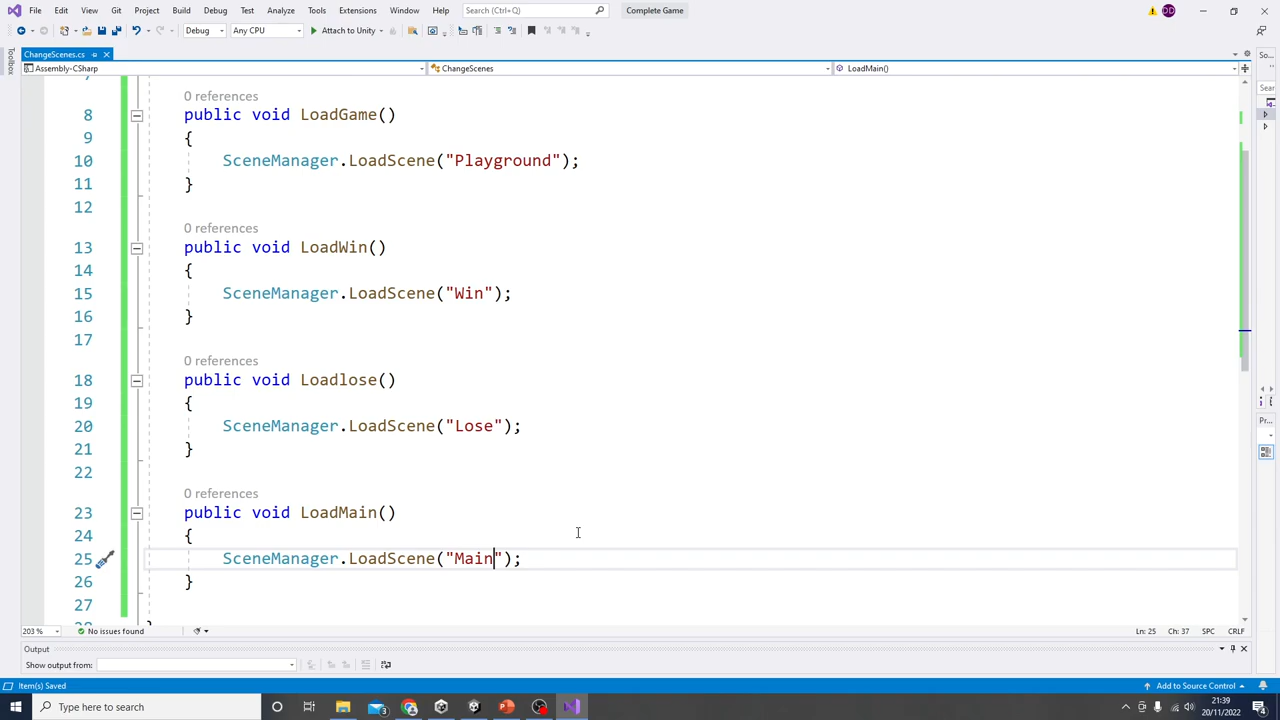 File Edit View Git Project Build Debug Test Analyze Tools Extensions Window Help Search (Ctrl+Q) Complete Game DD
Debug Any CPU Attach to Unity
ChangeScenes.cs
Assembly-CSharp ChangeScenes LoadMain()
Toolbox
0 references
8 public void LoadGame()
9 {
10 SceneManager.LoadScene("Playground");
11 }
12
0 references
13 public void LoadWin()
14 {
15 SceneManager.LoadScene("Win");
16 }
17
0 references
18 public void Loadlose()
19 {
20 SceneManager.LoadScene("Lose");
21 }
22
0 references
23 public void LoadMain()
24 {
25 SceneManager.LoadScene("Main");
26 }
27
203 % No issues found Ln: 25 Ch: 37 SPC CRLF
Output
Show output from:
Item(s) Saved Add to Source Control
Type here to search 21:39
20/11/2022
So...
Sear
Pr...